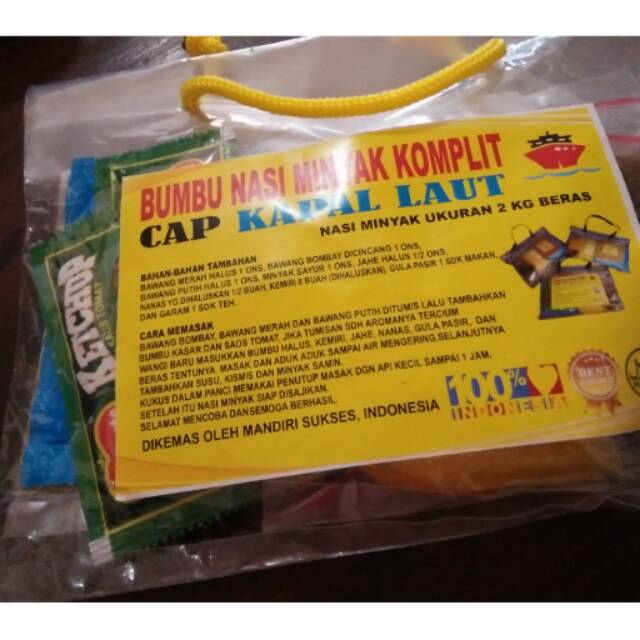 BUMBU NASI MINYAK KOMPLIT
CAP KAPAL LAUT
NASI MINYAK UKURAN 2 KG BERAS
BAHAN-BAHAN TAMBAHAN
BAWANG MERAH HALUS 1 ONS, BAWANG BOMBAY DICINCANG 1 ONS,
BAWANG PUTIH HALUS 1 ONS, MINYAK SAYUR 1 ONS, JAHE HALUS 1/2 ONS,
NANAS YG DIHALUSKAN 1/2 BUAH, KEMIRI 8 BUAH (DIHALUSKAN), GULA PASIR 1 SDK MAKAN,
DAN GARAM 1 SDK TEH.
CARA MEMASAK
BAWANG BOMBAY, BAWANG MERAH DAN BAWANG PUTIH DITUMIS LALU TAMBAHKAN
BUMBU KASAR DAN SAOS TOMAT, JIKA TUMISAN SDH AROMANYA TERCIUM
WANGI BARU MASUKKAN BUMBU HALUS, KEMIRI, JAHE, NANAS, GULA PASIR, DAN
BERAS TENTUNYA. MASAK DAN ADUK ADUK SAMPAI AIR MENGERING,SELANJUTNYA
TAMBAHKAN SUSU, KISMIS DAN MINYAK SAMIN.
KUKUS DALAM PANCI MEMAKAI PENUTUP MASAK DGN API KECIL SAMPAI 1 JAM.
SETELAH ITU NASI MINYAK SIAP DISAJIKAN.
SELAMAT MENCOBA DANSEMOGA BERHASIL.
DIKEMAS OLEH MANDIRI SUKSES, INDONESIA
100%
INDONESIA
BEST
KETCHUP